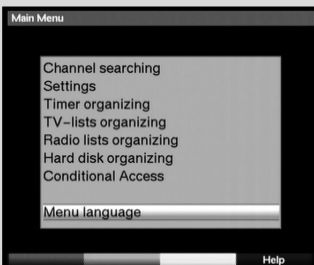 Main Menu
Channel searching
Settings
Timer organizing
TV-lists organizing
Radio lists organizing
Hard disk organizing
Conditional Access
Menu language
Help